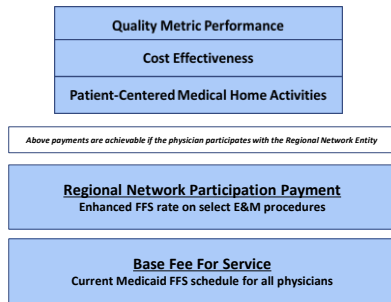 Quality Metric Performance
Cost Effectiveness
Patient-Centered Medical Home Activities
Above payments are achievable if the physician participates with the Regional Network Entity
Regional Network Participation Payment
Enhanced FFS rate on select E&M procedures
Base Fee For Service
Current Medicaid FFS schedule for all physicians